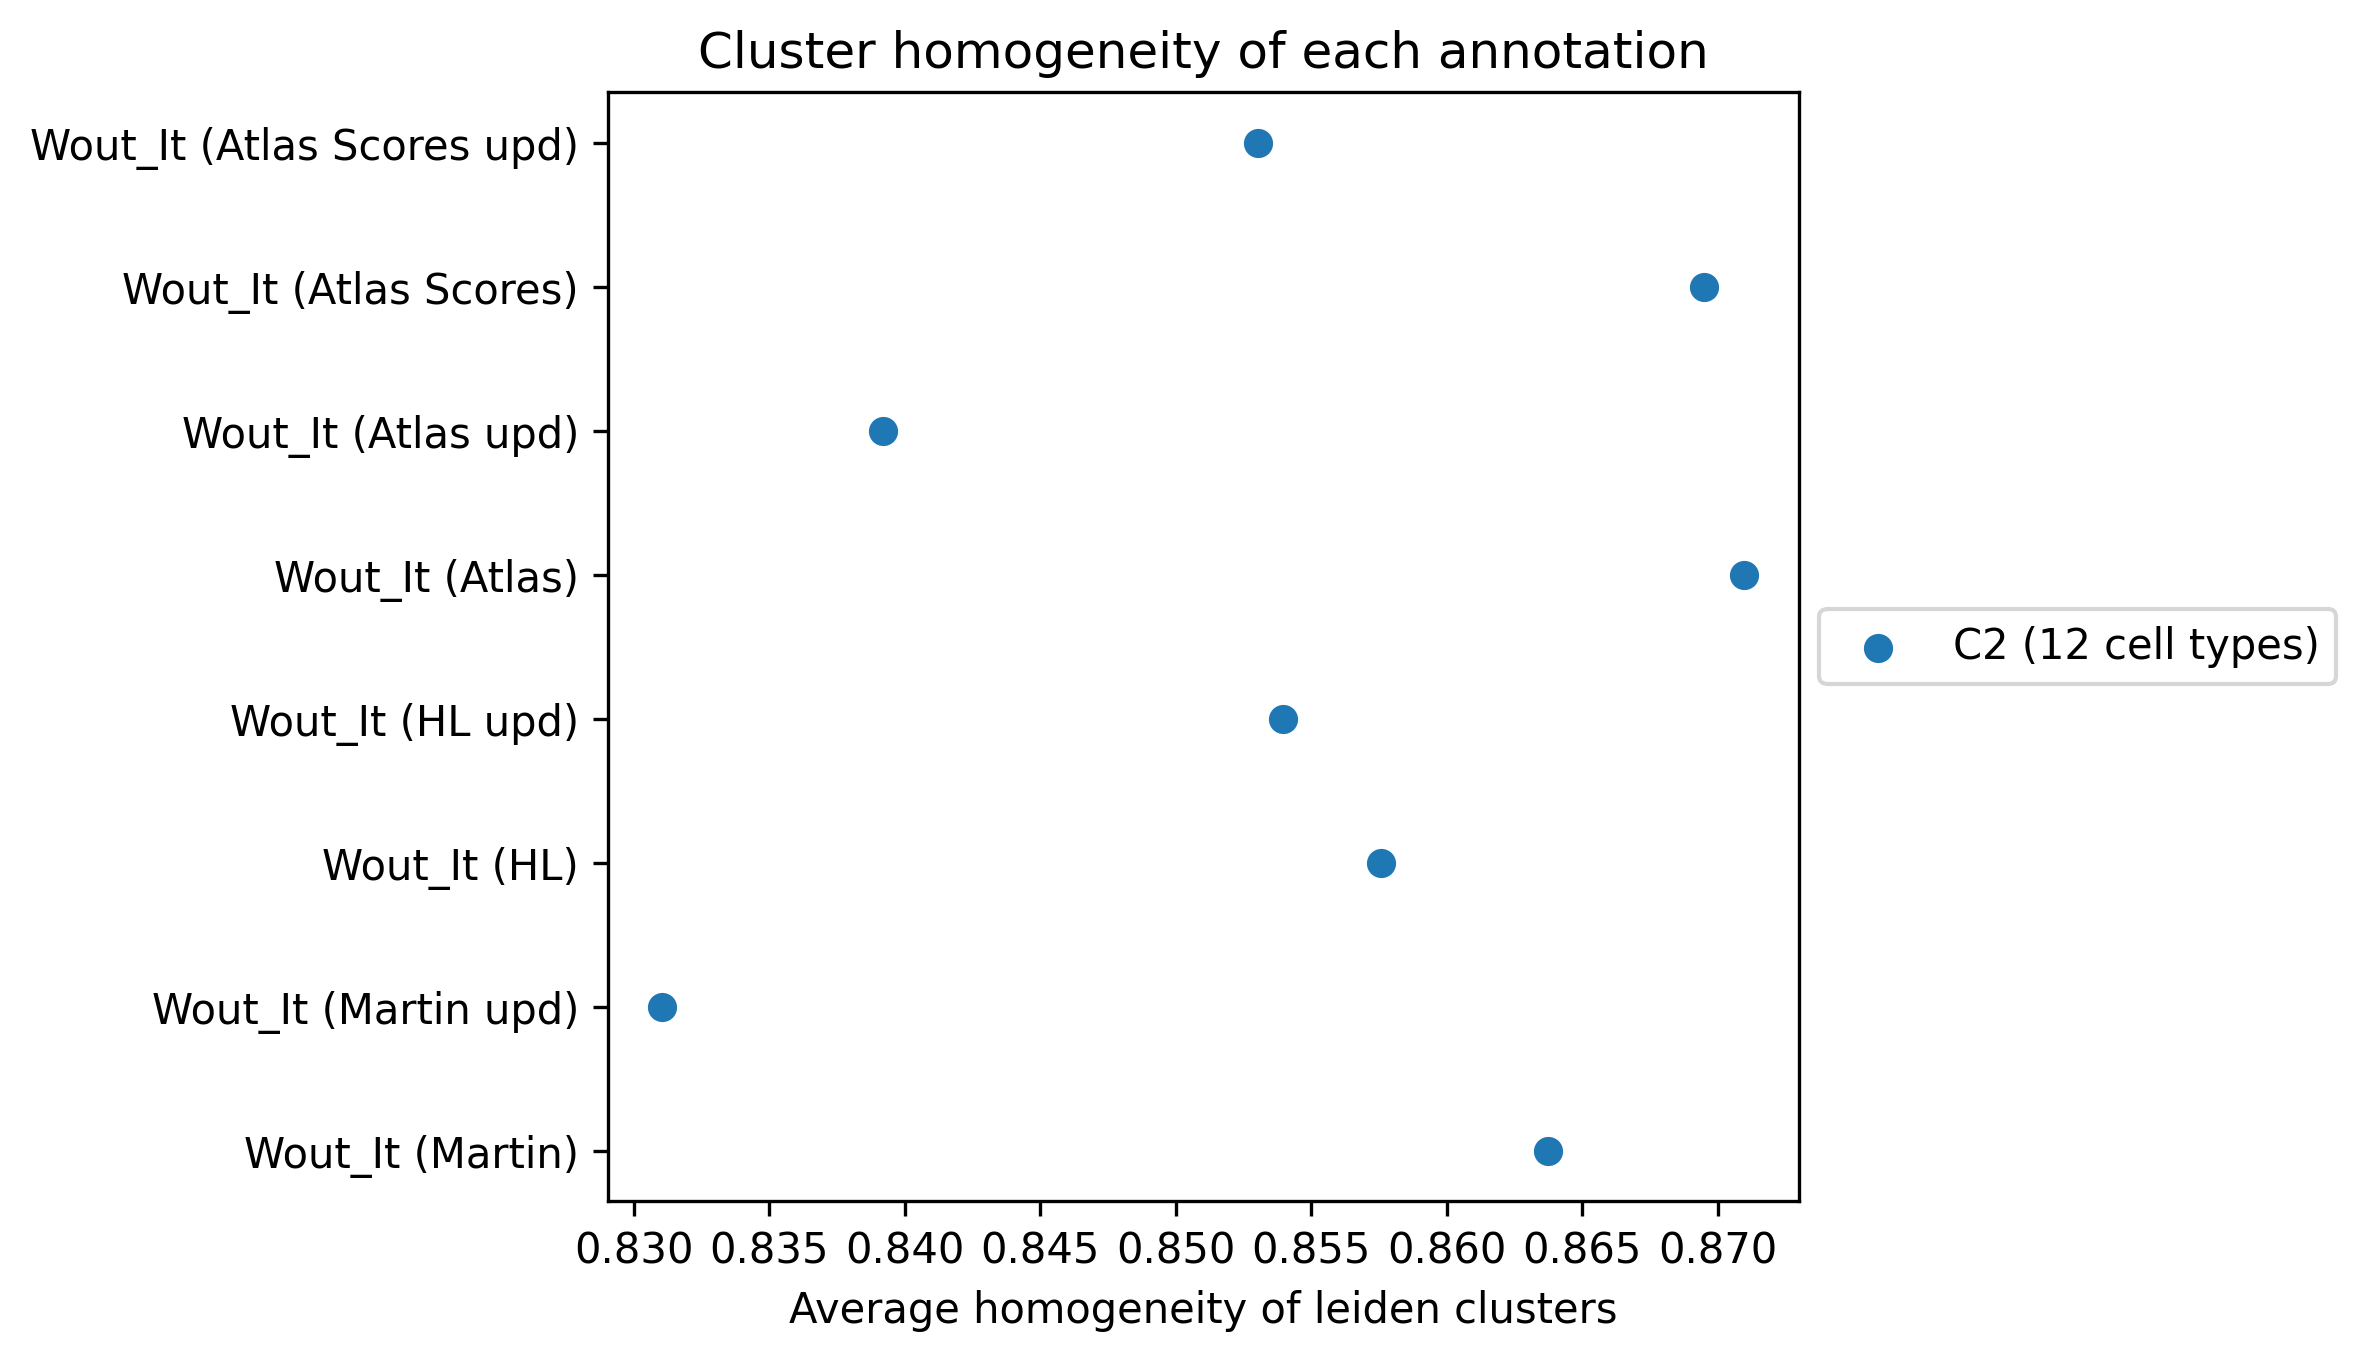 Cluster homogeneity of each annotation
Wout_It (Atlas Scores upd)
Wout_It (Atlas Scores)
Wout_It (Atlas upd)
Wout_It (Atlas)
Wout_It (HL upd)
Wout_It (HL)
Wout_It (Martin upd)
Wout_It (Martin)
0.830 0.835 0.840 0.845 0.850 0.855 0.860 0.865 0.870
Average homogeneity of leiden clusters
C2 (12 cell types)